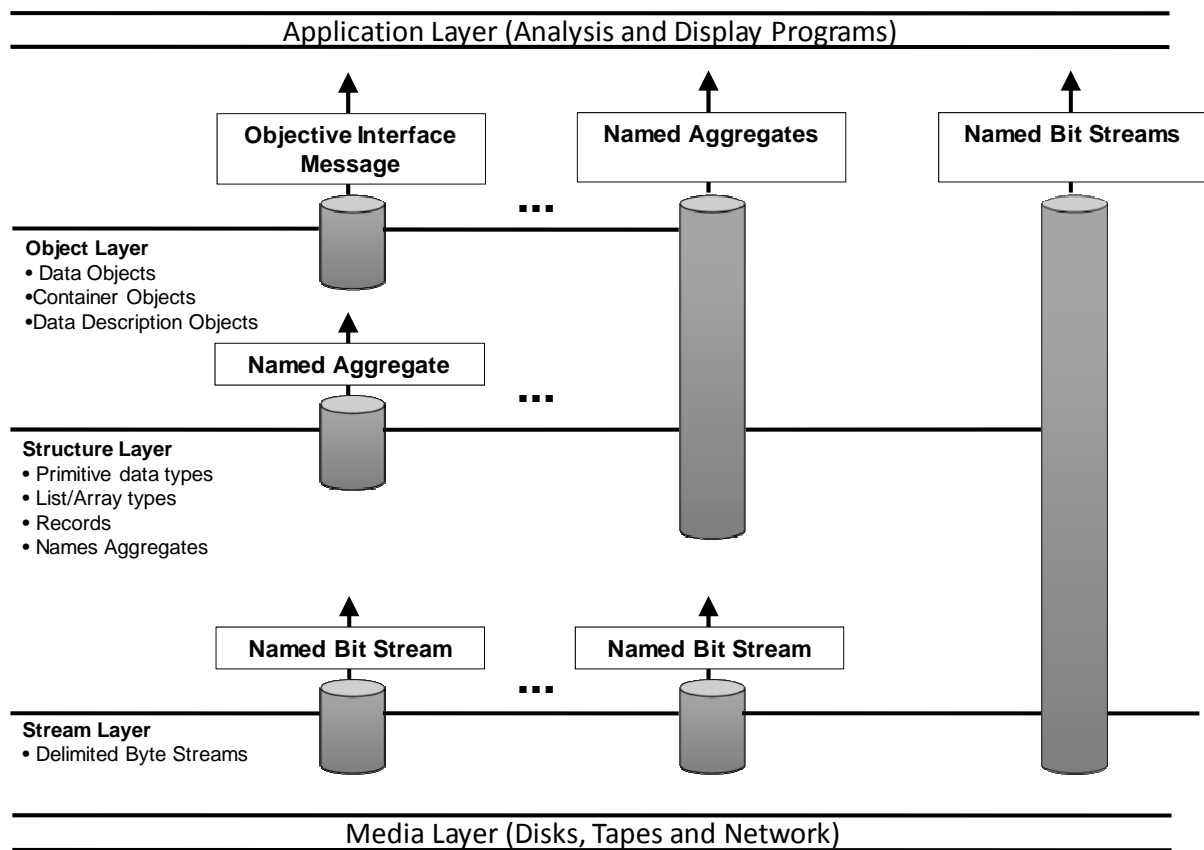 Application Layer (Analysis and Display Programs)
Objective Interface
Message
Named Aggregates
Named Bit Streams
...
Object Layer
• Data Objects
•Container Objects
•Data Description Objects
Named Aggregate
...
Structure Layer
• Primitive data types
• List/Array types
• Records
• Names Aggregates
Named Bit Stream
Named Bit Stream
...
Stream Layer
• Delimited Byte Streams
Media Layer (Disks, Tapes and Network)